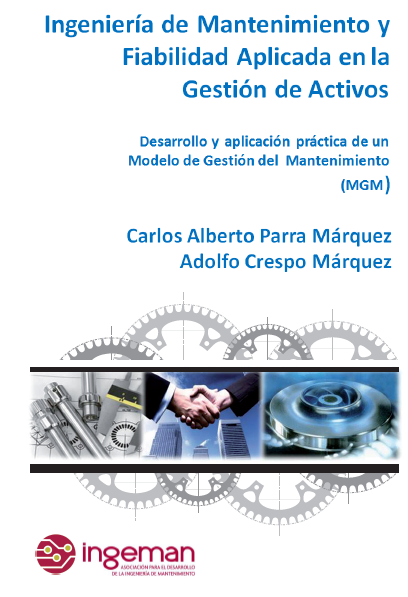 Ingeniería de Mantenimiento y
Fiabilidad Aplicada en la
Gestión de Activos
Desarrollo y aplicación práctica de un
Modelo de Gestión del Mantenimiento
(MGM)
Carlos Alberto Parra Márquez
Adolfo Crespo Márquez
ingeman
ASOCIACIÓN PARA EL DESARROLLO
DE LA INGENIERÍA DE MANTENIMIENTO